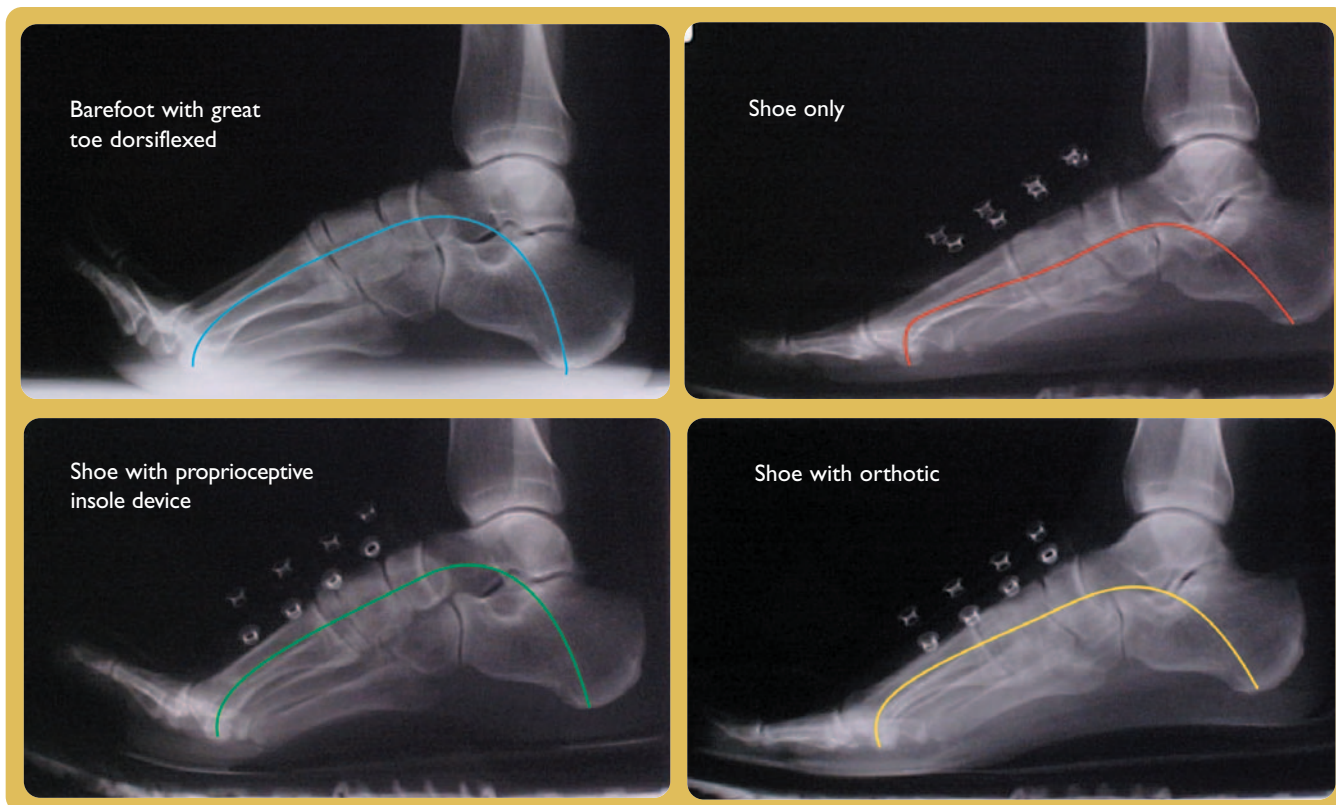 Barefoot with great
toe dorsiflexed
Shoe only
Shoe with proprioceptive
insole device
Shoe with orthotic